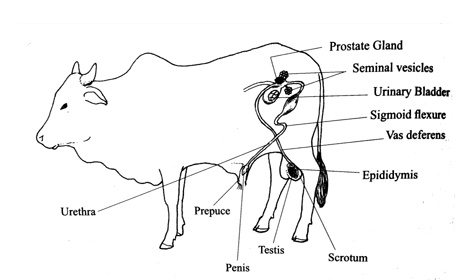 Prostate Gland
Seminal vesicles
Urinary Bladder
Sigmoid flexure
Vas deferens
Epididymis
Urethra
Prepuce
Testis
Scrotum
Penis